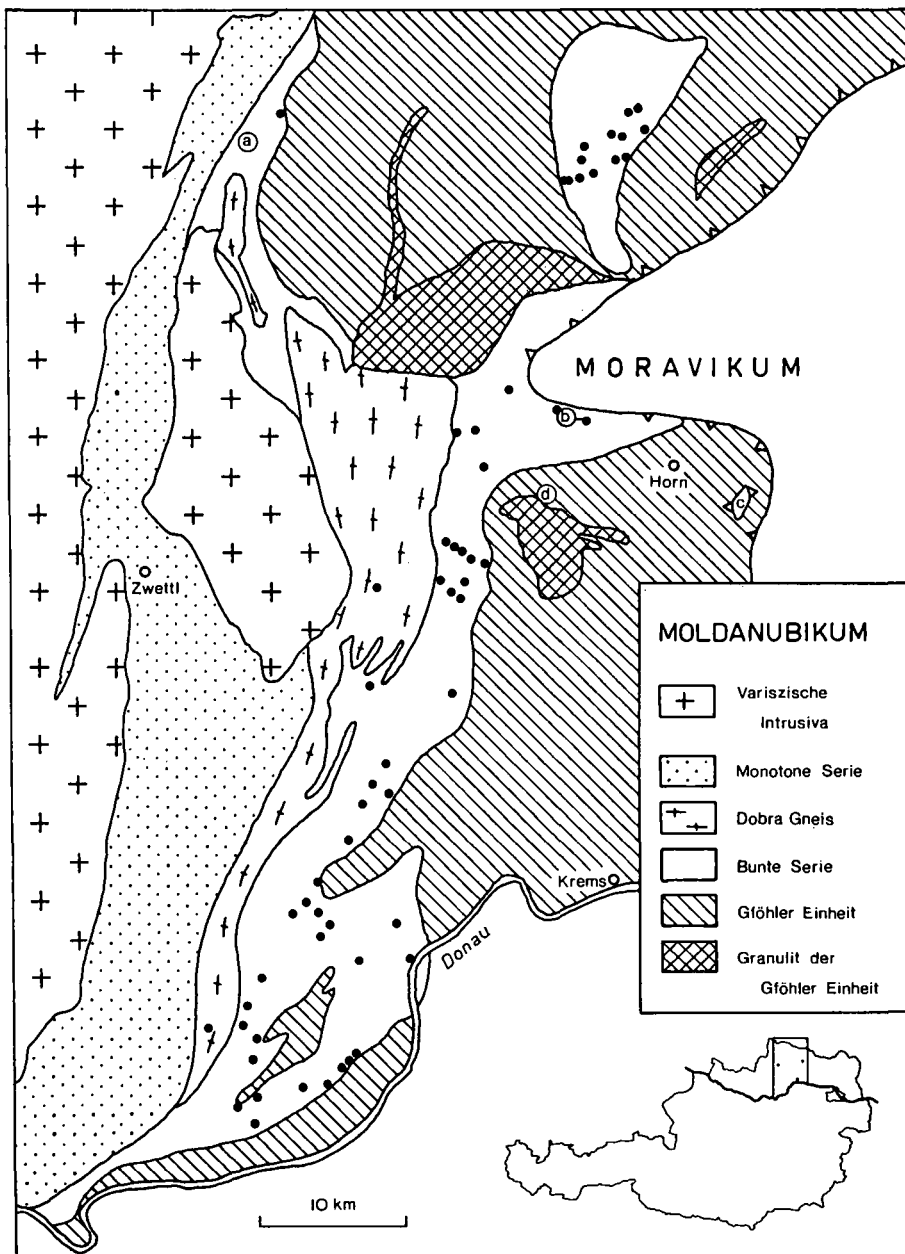 a
MORAVIKUM
b
Horn
d
c
Zwettl
MOLDANUBIKUM
Variszische
Intrusiva
Monotone Serie
Dobra Gneis
Bunte Serie
Gföhler Einheit
Granulit der
Gföhler Einheit
Krems
Donau
10 km